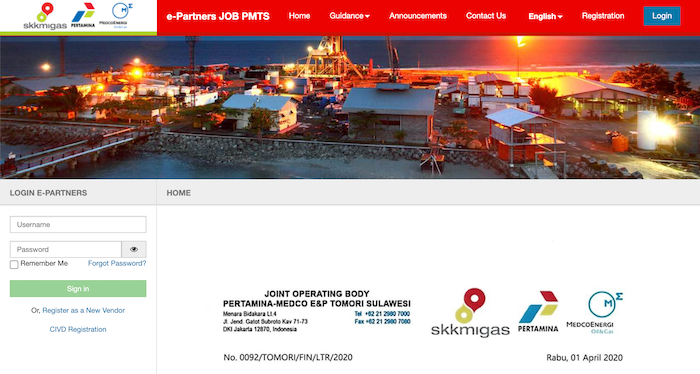 skkmigas PERTAMINA MEDCOENERGI
Oil&Gas
e-Partners JOB PMTS Home Guidance Announcements Contact Us English Registration Login
LOGIN E-PARTNERS
Username
Password
Remember Me Forgot Password?
Sign in
Or, Register as a New Vendor
CIVD Registration
HOME
JOINT OPERATING BODY
PERTAMINA-MEDCO E&P TOMORI SULAWESI
Menara Bidakara Lt.4 Tel +62 21 2980 7000
Jl. Jend. Gatot Subroto Kav 71-73 Fax +62 21 2980 7080
DKI Jakarta 12870, Indonesia
skkmigas PERTAMINA MEDCOENERGI
Oil&Gas
No. 0092/TOMORI/FIN/LTR/2020 Rabu, 01 April 2020